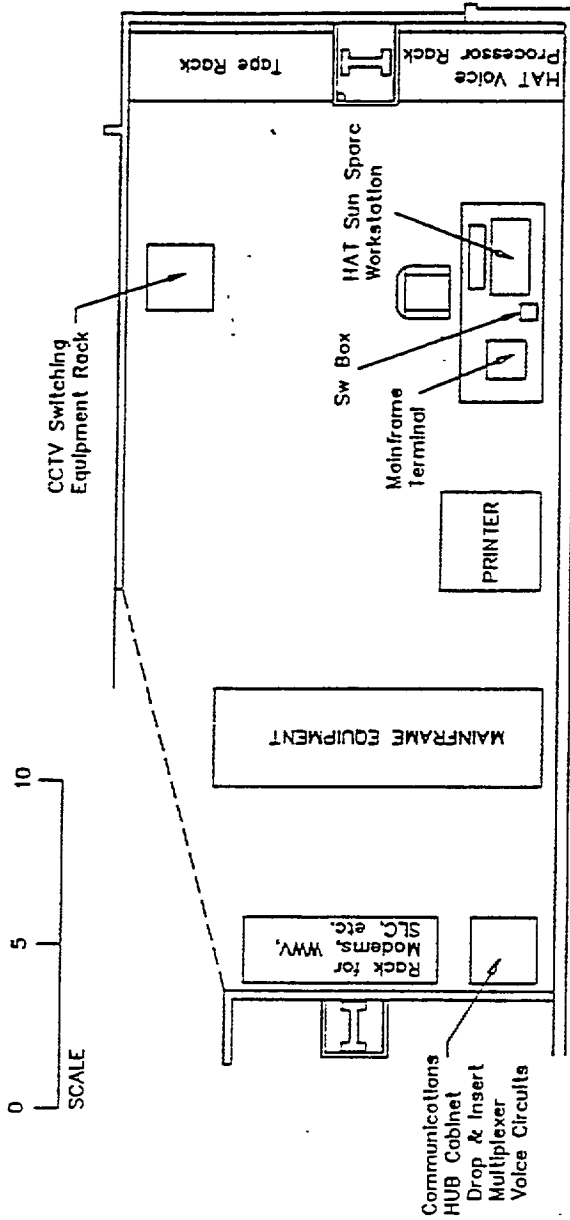 0
5
10
SCALE
CCTV Switching
Equipment Rack
Tape Rack
HAT Voice
Processor Rack
HAT Sun Sparc
Workstation
Sw Box
Mainframe
Terminal
PRINTER
MAINFRAME EQUIPMENT
Rack for
Modems, WWV,
SLC, etc.
Communications
HUB Cabinet
Drop & Insert
Multiplexer
Voice Circuits